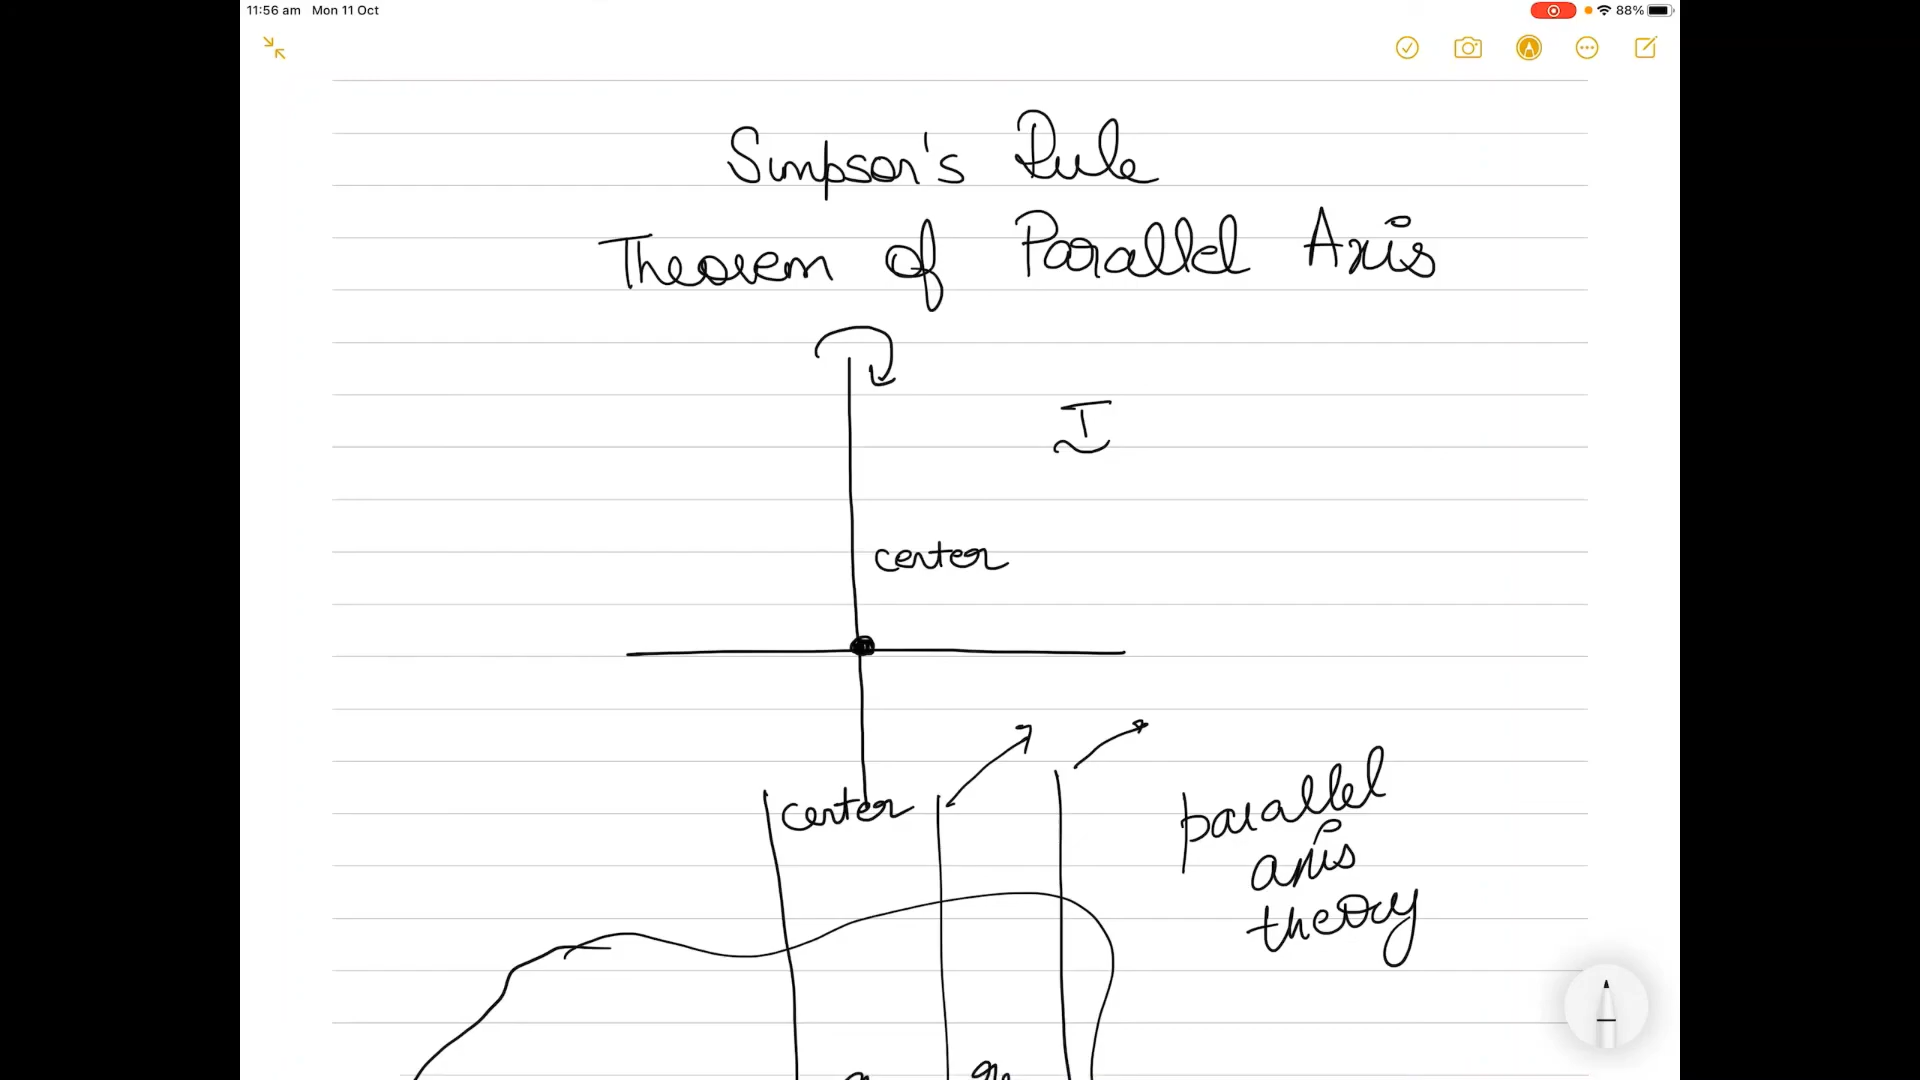 11:56 am Mon 11 Oct
88%
Simpson's Rule
Theorem of Parallel Axis
I
center
center
parallel
axis
theory